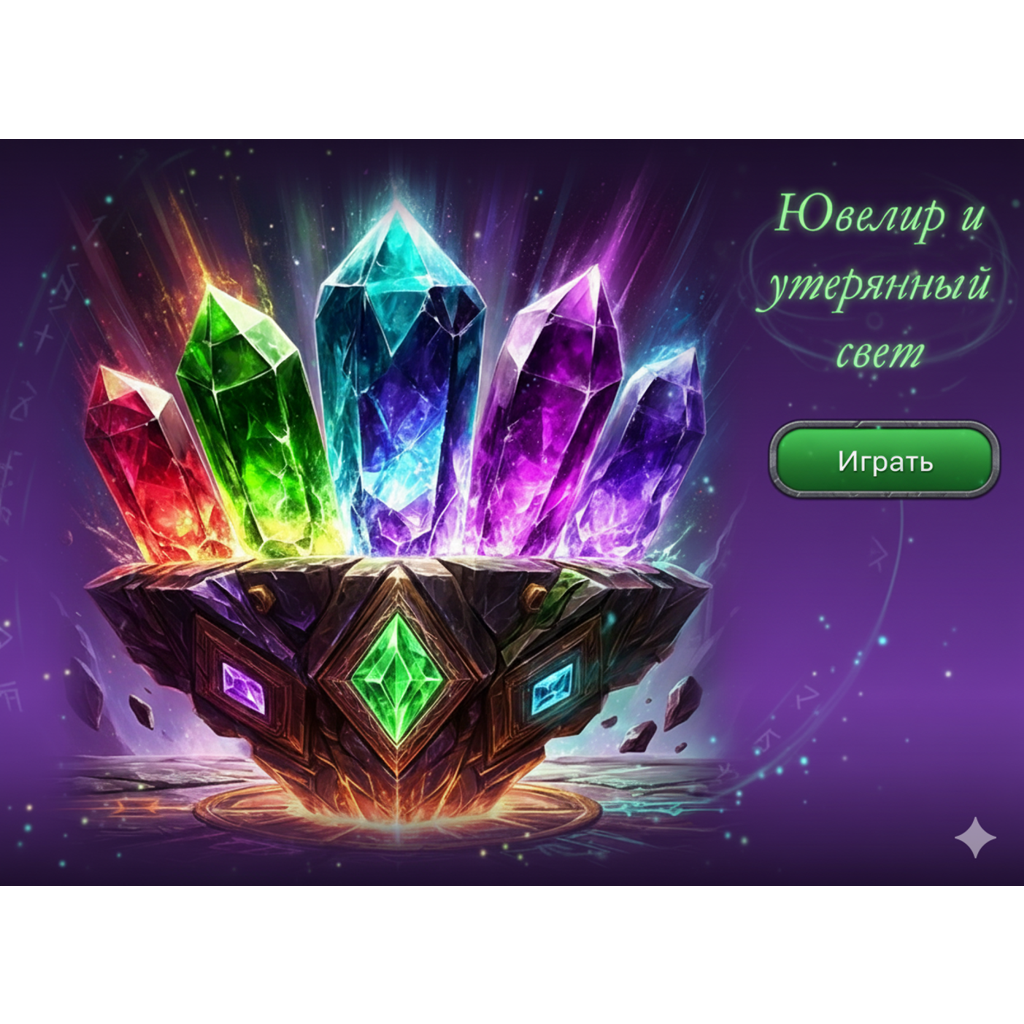 Ювелир и
утерянный
свет
Играть